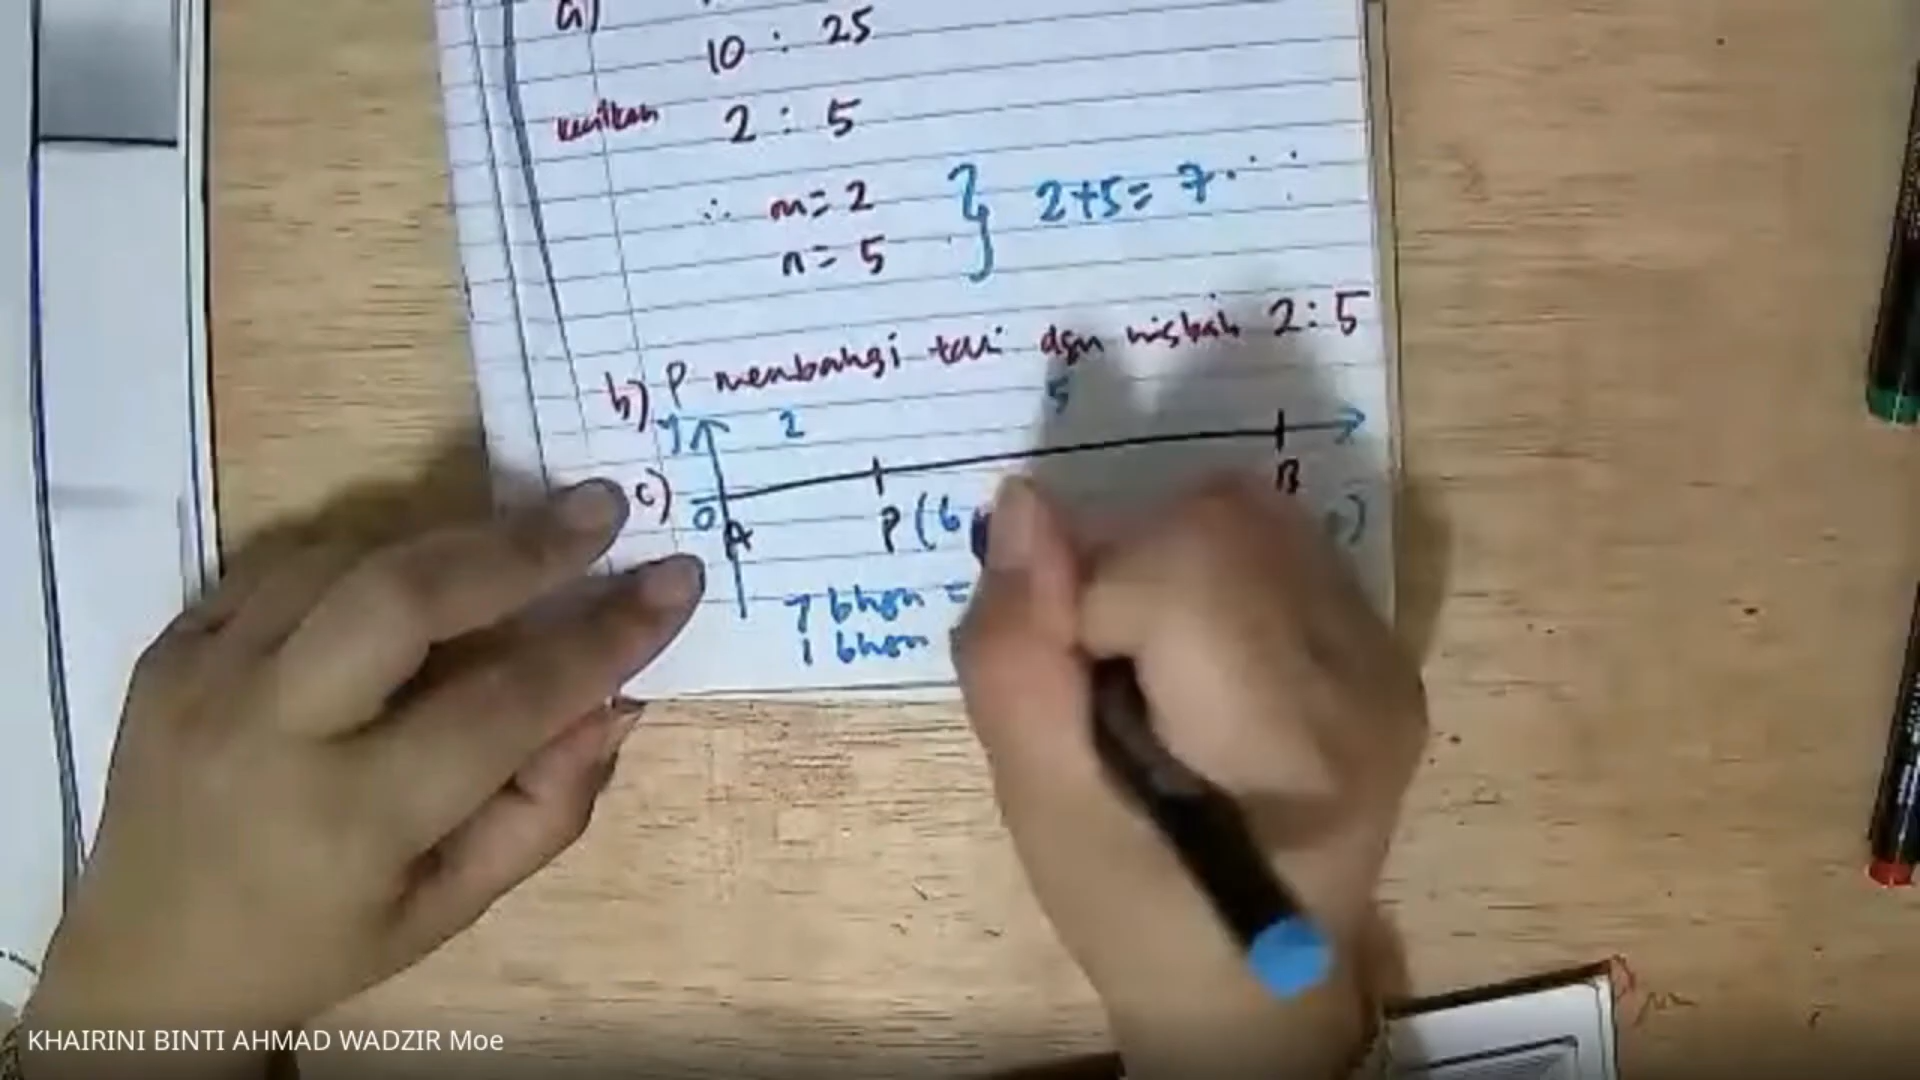 a)
10 : 25
kecilkan 2 : 5
∴ m = 2
n = 5
} 2+5 = 7
b) P membahagi tali dgn nisbah 2 : 5
y 2 5
c) 0 A P (6 B )
7 bhgn =
1 bhgn
KHAIRINI BINTI AHMAD WADZIR Moe